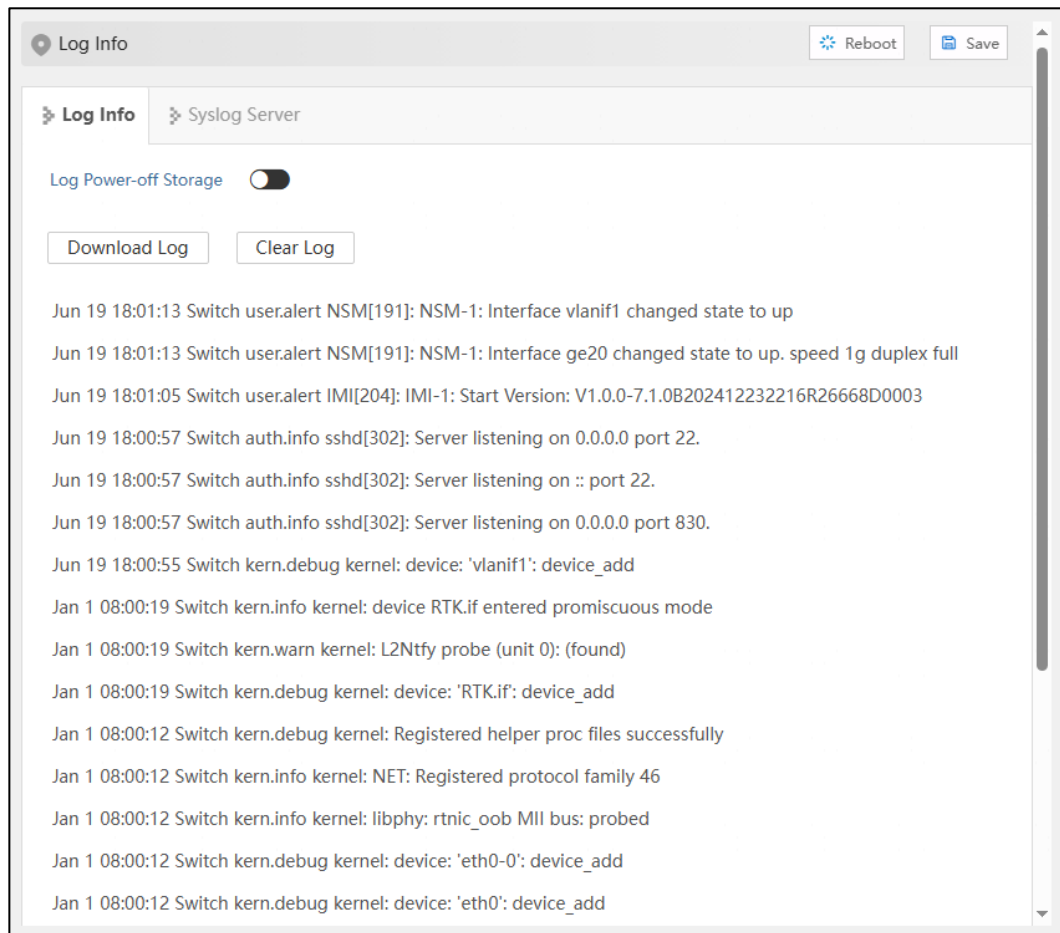 Log Info
Reboot
Save
Log Info
Syslog Server
Log Power-off Storage
Download Log
Clear Log
Jun 19 18:01:13 Switch user.alert NSM[191]: NSM-1: Interface vlanif1 changed state to up
Jun 19 18:01:13 Switch user.alert NSM[191]: NSM-1: Interface ge20 changed state to up. speed 1g duplex full
Jun 19 18:01:05 Switch user.alert IMI[204]: IMI-1: Start Version: V1.0.0-7.1.0B202412232216R26668D0003
Jun 19 18:00:57 Switch auth.info sshd[302]: Server listening on 0.0.0.0 port 22.
Jun 19 18:00:57 Switch auth.info sshd[302]: Server listening on :: port 22.
Jun 19 18:00:57 Switch auth.info sshd[302]: Server listening on 0.0.0.0 port 830.
Jun 19 18:00:55 Switch kern.debug kernel: device: 'vlanif1': device_add
Jan 1 08:00:19 Switch kern.info kernel: device RTK.if entered promiscuous mode
Jan 1 08:00:19 Switch kern.warn kernel: L2Ntfy probe (unit 0): (found)
Jan 1 08:00:19 Switch kern.debug kernel: device: 'RTK.if': device_add
Jan 1 08:00:12 Switch kern.debug kernel: Registered helper proc files successfully
Jan 1 08:00:12 Switch kern.info kernel: NET: Registered protocol family 46
Jan 1 08:00:12 Switch kern.info kernel: libphy: rtnic_oob MII bus: probed
Jan 1 08:00:12 Switch kern.debug kernel: device: 'eth0-0': device_add
Jan 1 08:00:12 Switch kern.debug kernel: device: 'eth0': device_add